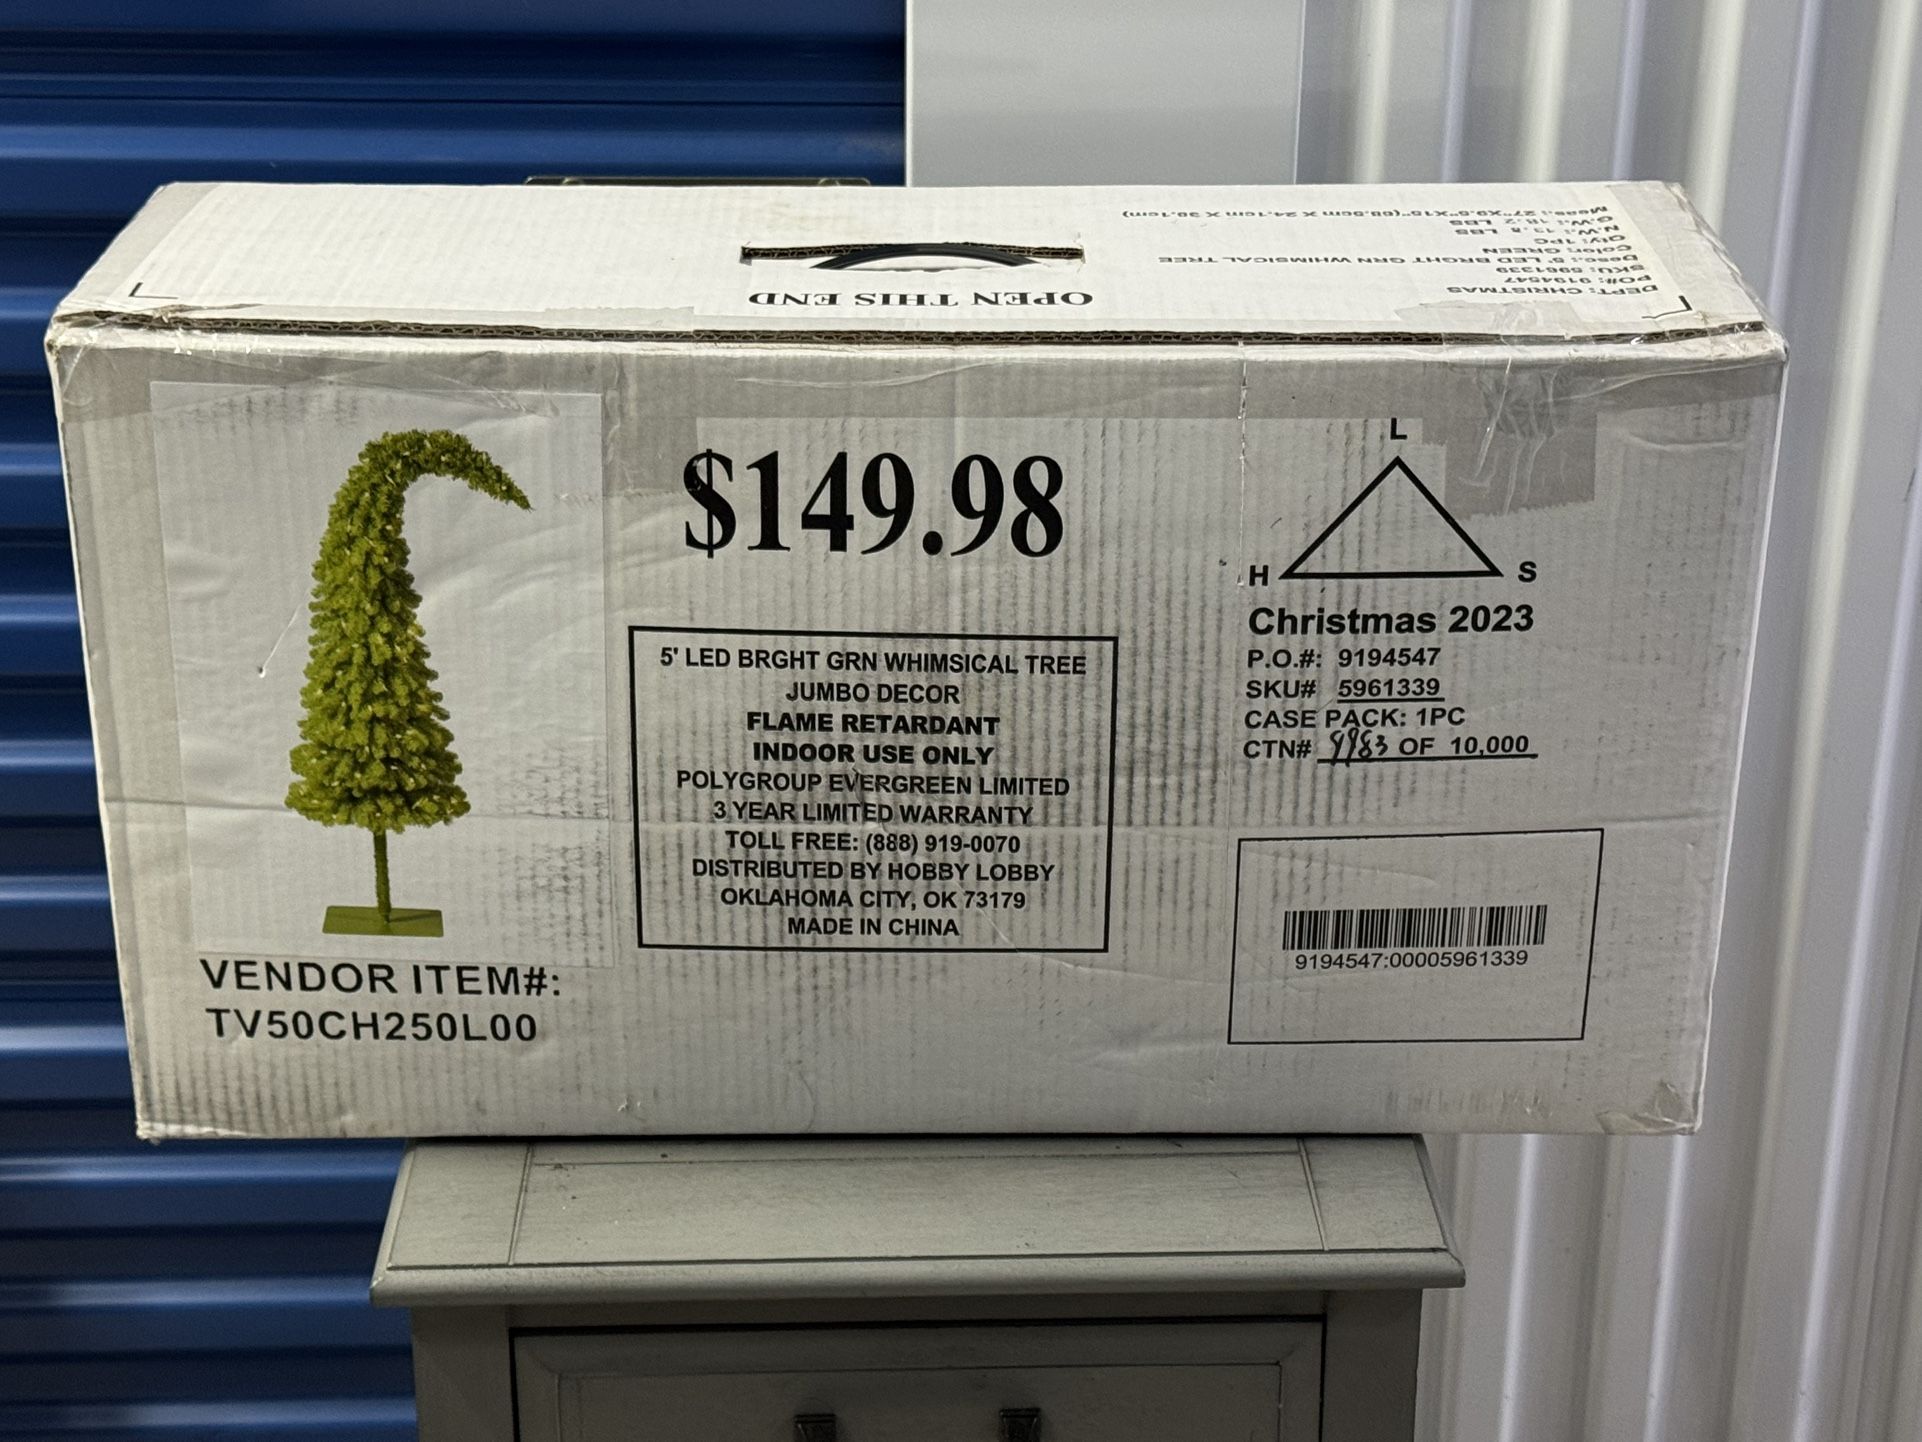 DEPT: CHRISTMAS
PO#: 9194547
SKU: 5961339
Desc.: 5' LED BRGHT GRN WHIMSICAL TREE
Color: GREEN
Qty: 1PC
N.W.: 13.8 LBS
G.W.: 18.2 LBS
Meas.: 27"X9.5"X15"(68.5cm X 24.1cm X 38.1cm)
OPEN THIS END
$149.98
5' LED BRGHT GRN WHIMSICAL TREE
JUMBO DECOR
FLAME RETARDANT
INDOOR USE ONLY
POLYGROUP EVERGREEN LIMITED
3 YEAR LIMITED WARRANTY
TOLL FREE: (888) 919-0070
DISTRIBUTED BY HOBBY LOBBY
OKLAHOMA CITY, OK 73179
MADE IN CHINA
VENDOR ITEM#:
TV50CH250L00
L
H S
Christmas 2023
P.O.#: 9194547
SKU# 5961339
CASE PACK: 1PC
CTN# 9983 OF 10,000
9194547:00005961339